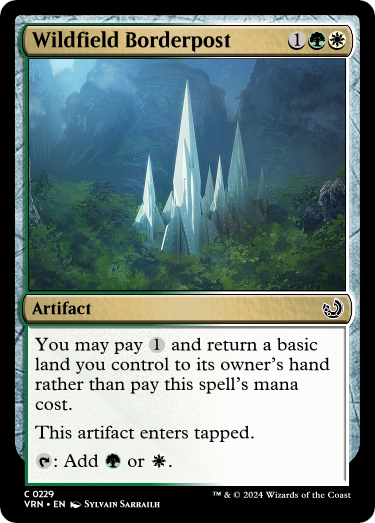 Wildfield Borderpost 1
Artifact
You may pay 1 and return a basic
land you control to its owner's hand
rather than pay this spell's mana
cost.
This artifact enters tapped.
: Add or .
C 0229
VRN • EN Sylvain Sarrailh
™ & © 2024 Wizards of the Coast